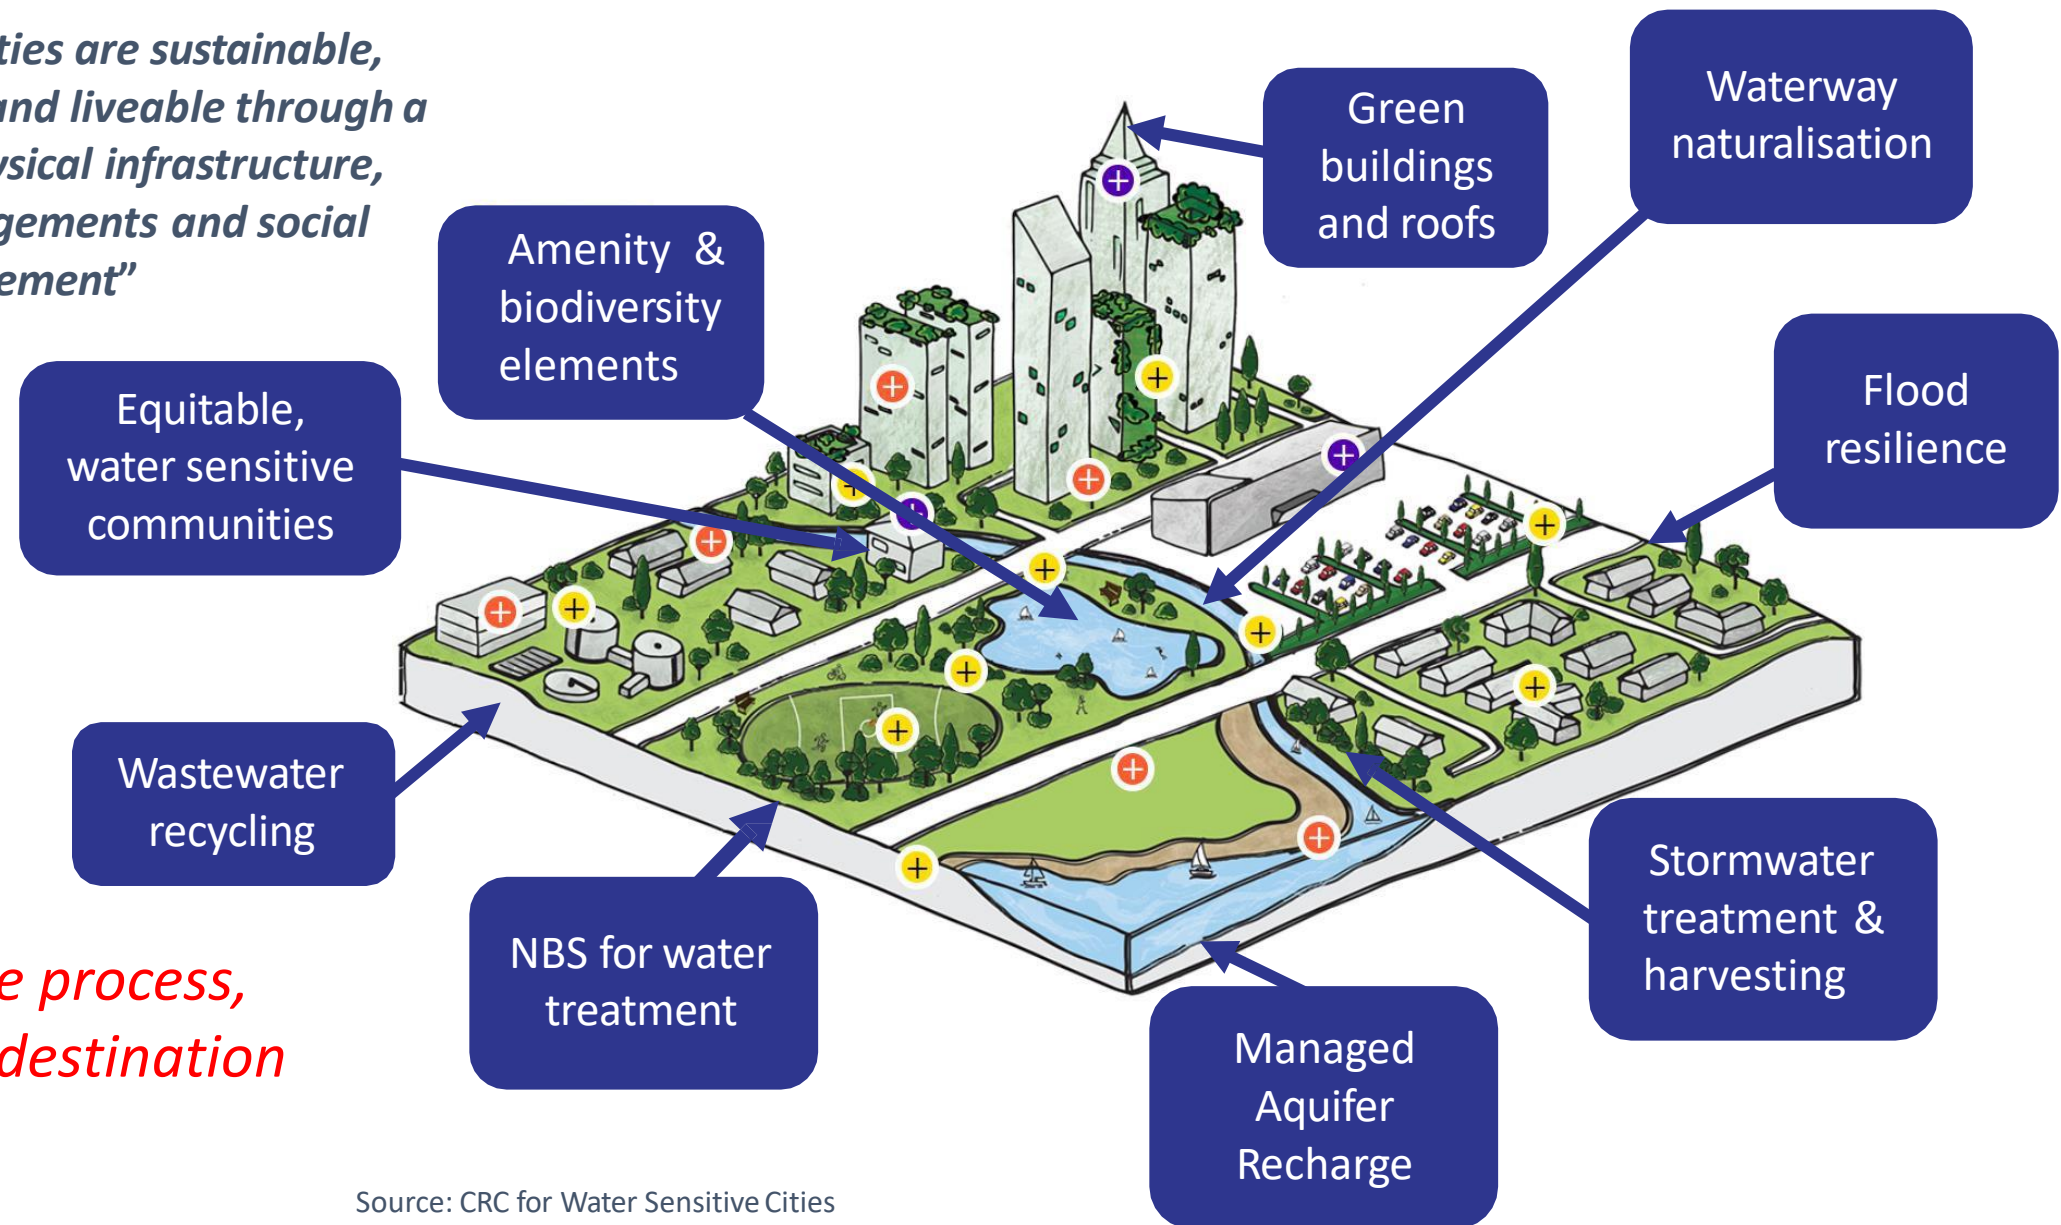 ties are sustainable,
and liveable through a
ysical infrastructure,
gements and social
ement”
Green
buildings
and roofs
Waterway
naturalisation
Amenity &
biodiversity
elements
Flood
resilience
Equitable,
water sensitive
communities
Wastewater
recycling
NBS for water
treatment
Stormwater
treatment &
harvesting
Managed
Aquifer
Recharge
e process,
destination
Source: CRC for Water Sensitive Cities